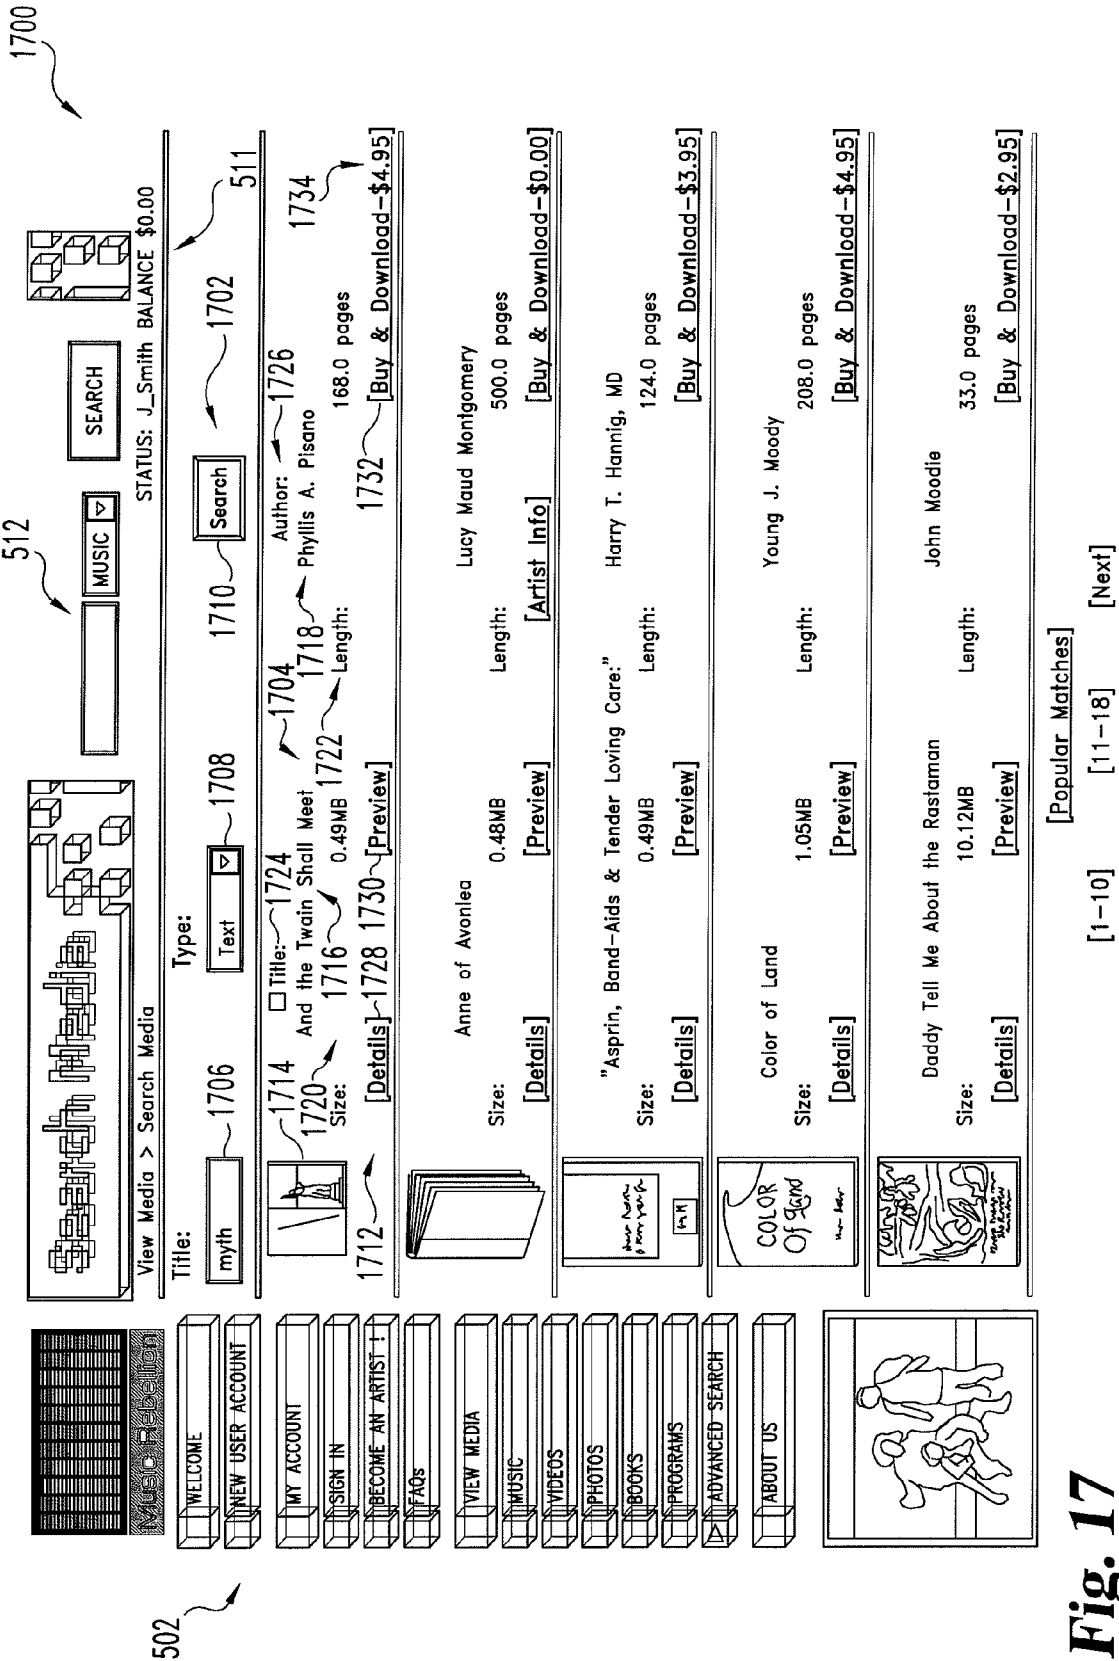 1700
512
MUSIC
SEARCH
STATUS: J_Smith BALANCE $0.00
511
Music Rebellion
View Media > Search Media
502
WELCOME
NEW USER ACCOUNT
MY ACCOUNT
SIGN IN
BECOME AN ARTIST !
FAQs
VIEW MEDIA
MUSIC
VIDEOS
PHOTOS
BOOKS
PROGRAMS
ADVANCED SEARCH
ABOUT US
Title: Type:
myth 1706 Text 1708 1710 Search 1702
1714 Title: 1724 1704 Author: 1726
And the Twain Shall Meet 1718 Phyllis A. Pisano 1734
1720 1716 1722
Size: 0.49MB Length: 168.0 pages
1712 [Details] 1728 1730 [Preview] 1732 [Buy & Download-$4.95]
Anne of Avonlea Lucy Maud Montgomery
Size: 0.48MB Length: 500.0 pages
[Details] [Preview] [Artist Info] [Buy & Download-$0.00]
"Asprin, Band-Aids & Tender Loving Care:" Harry T. Hannig, MD
Size: 0.49MB Length: 124.0 pages
[Details] [Preview] [Buy & Download-$3.95]
COLOR
Of Land
Color of Land Young J. Moody
Size: 1.05MB Length: 208.0 pages
[Details] [Preview] [Buy & Download-$4.95]
Daddy Tell Me About the Rastaman John Moodie
Size: 10.12MB Length: 33.0 pages
[Details] [Preview] [Buy & Download-$2.95]
[Popular Matches]
[1-10] [11-18] [Next]
Fig. 17